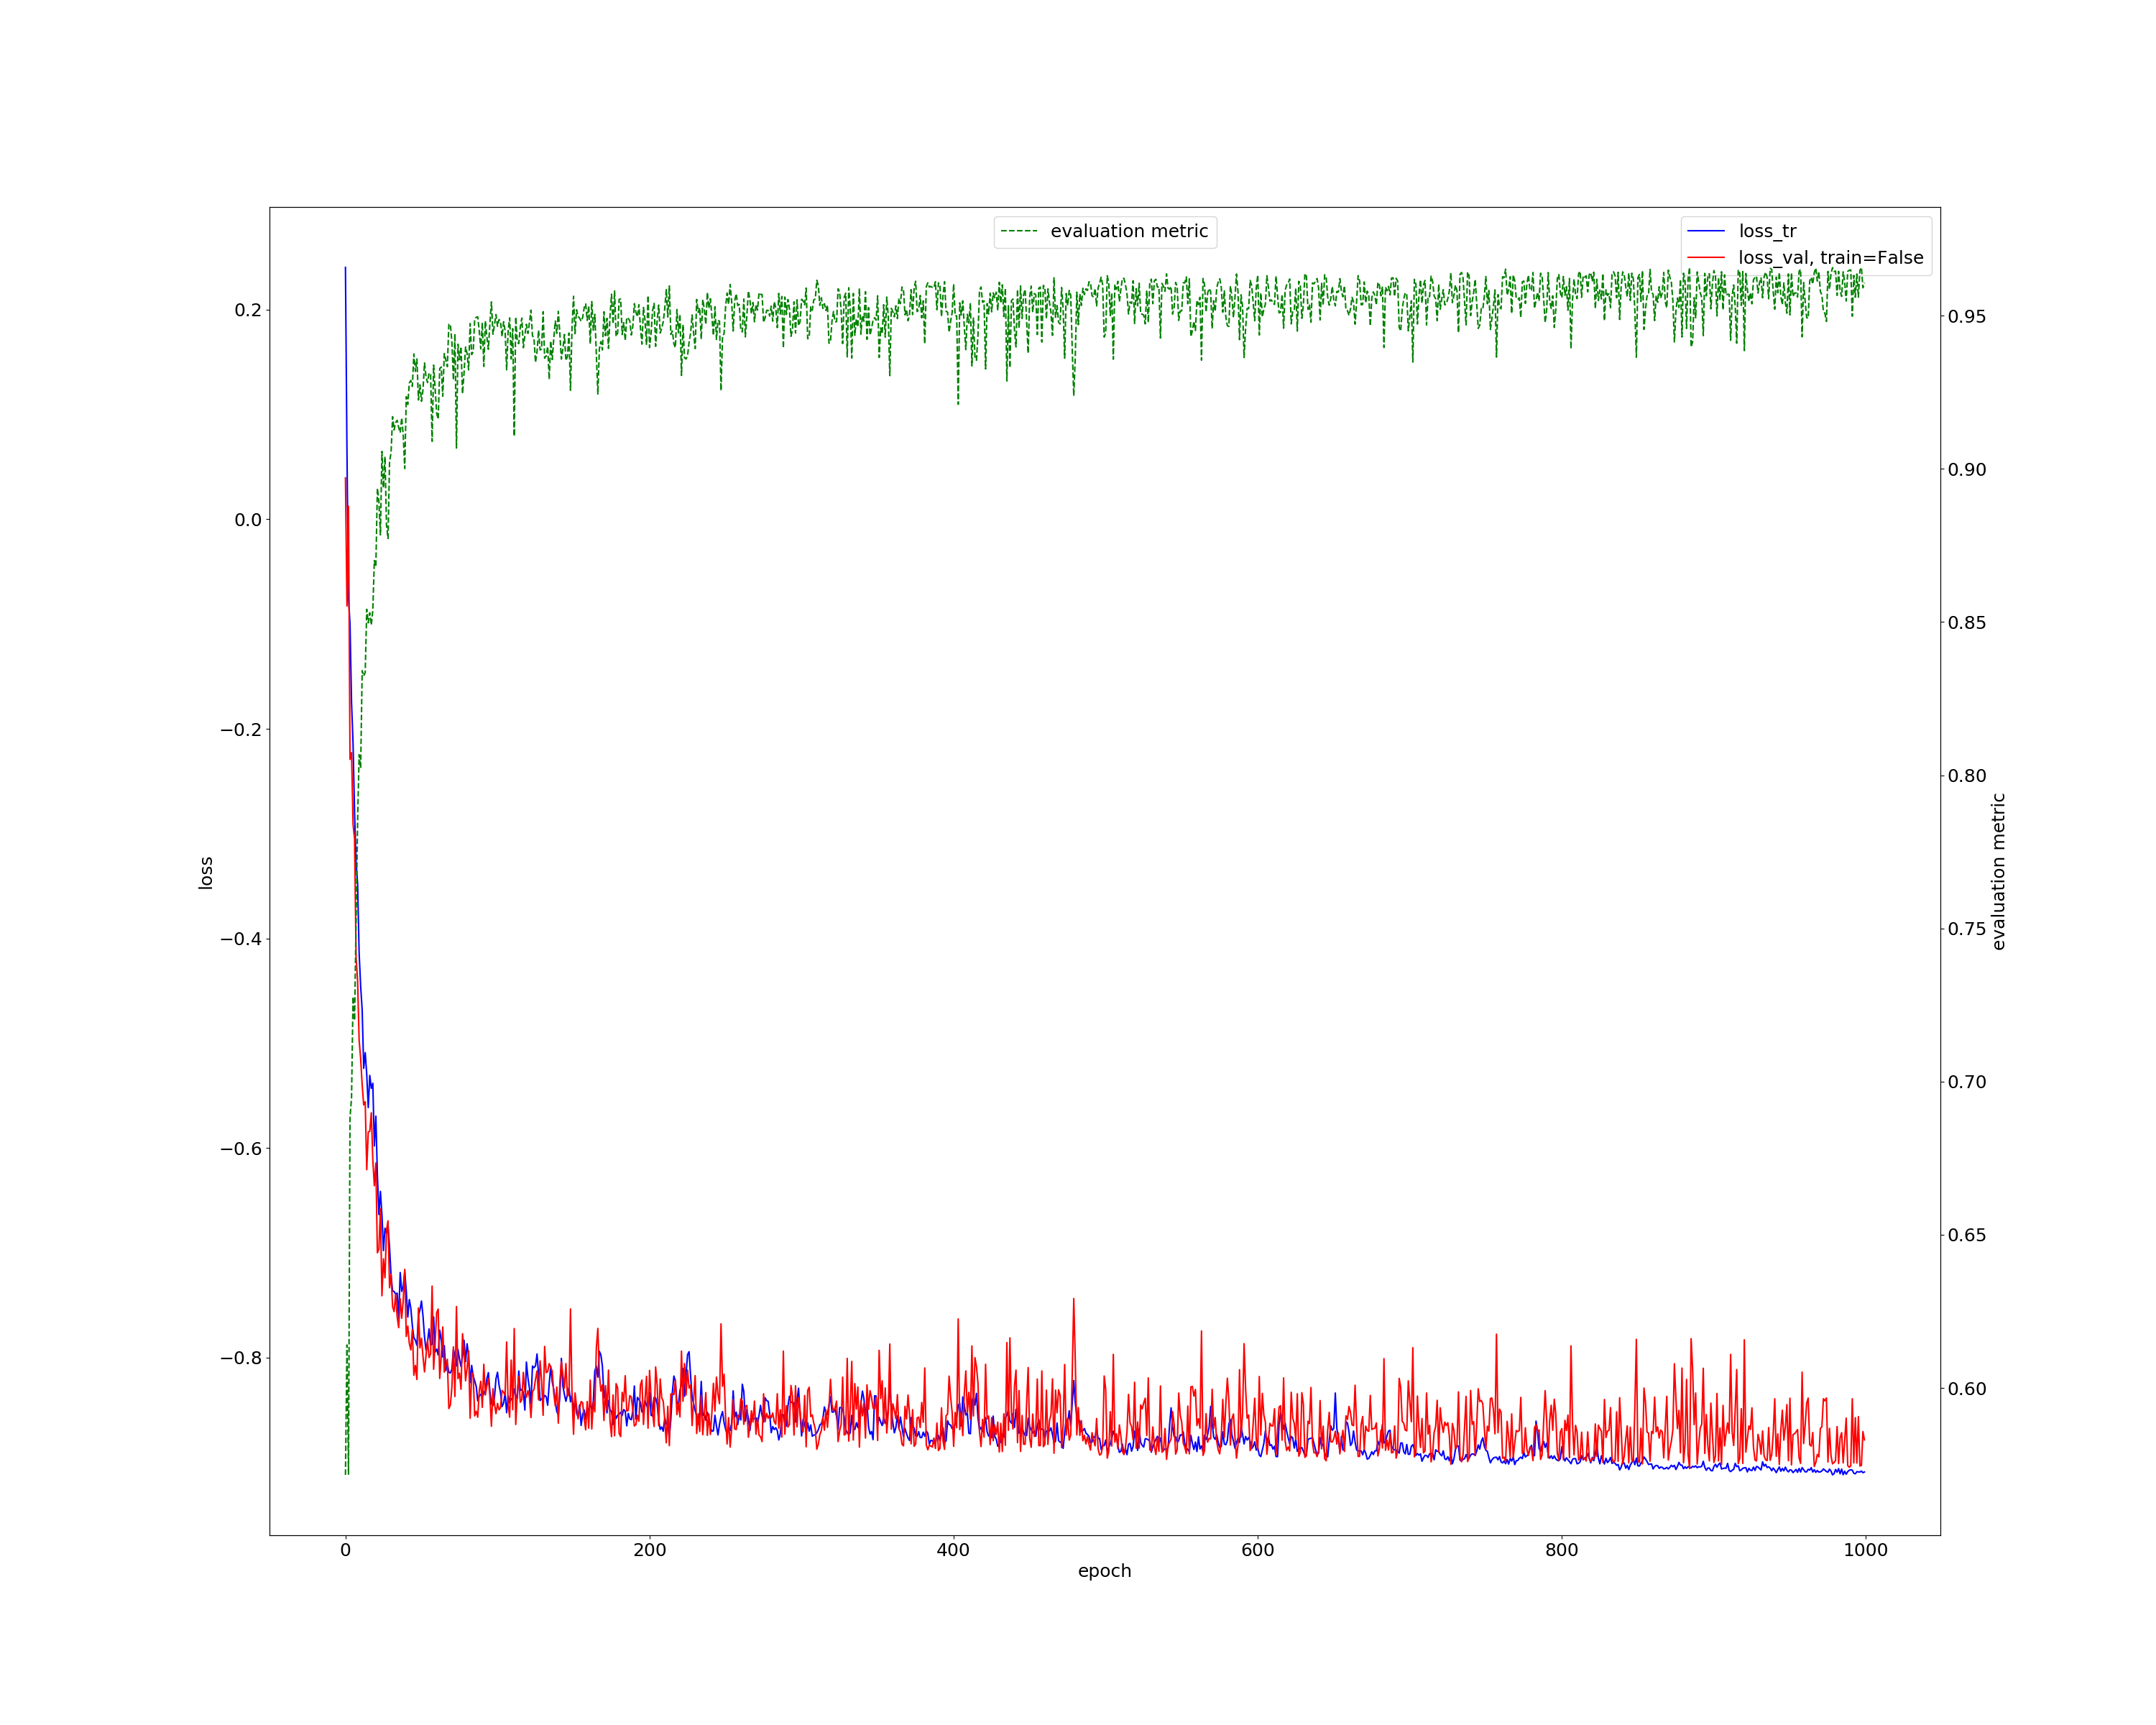 evaluation metric
loss_tr
loss_val, train=False
0.2
0.0
−0.2
−0.4
−0.6
−0.8
loss
0.95
0.90
0.85
0.80
0.75
0.70
0.65
0.60
evaluation metric
0 200 400 600 800 1000
epoch